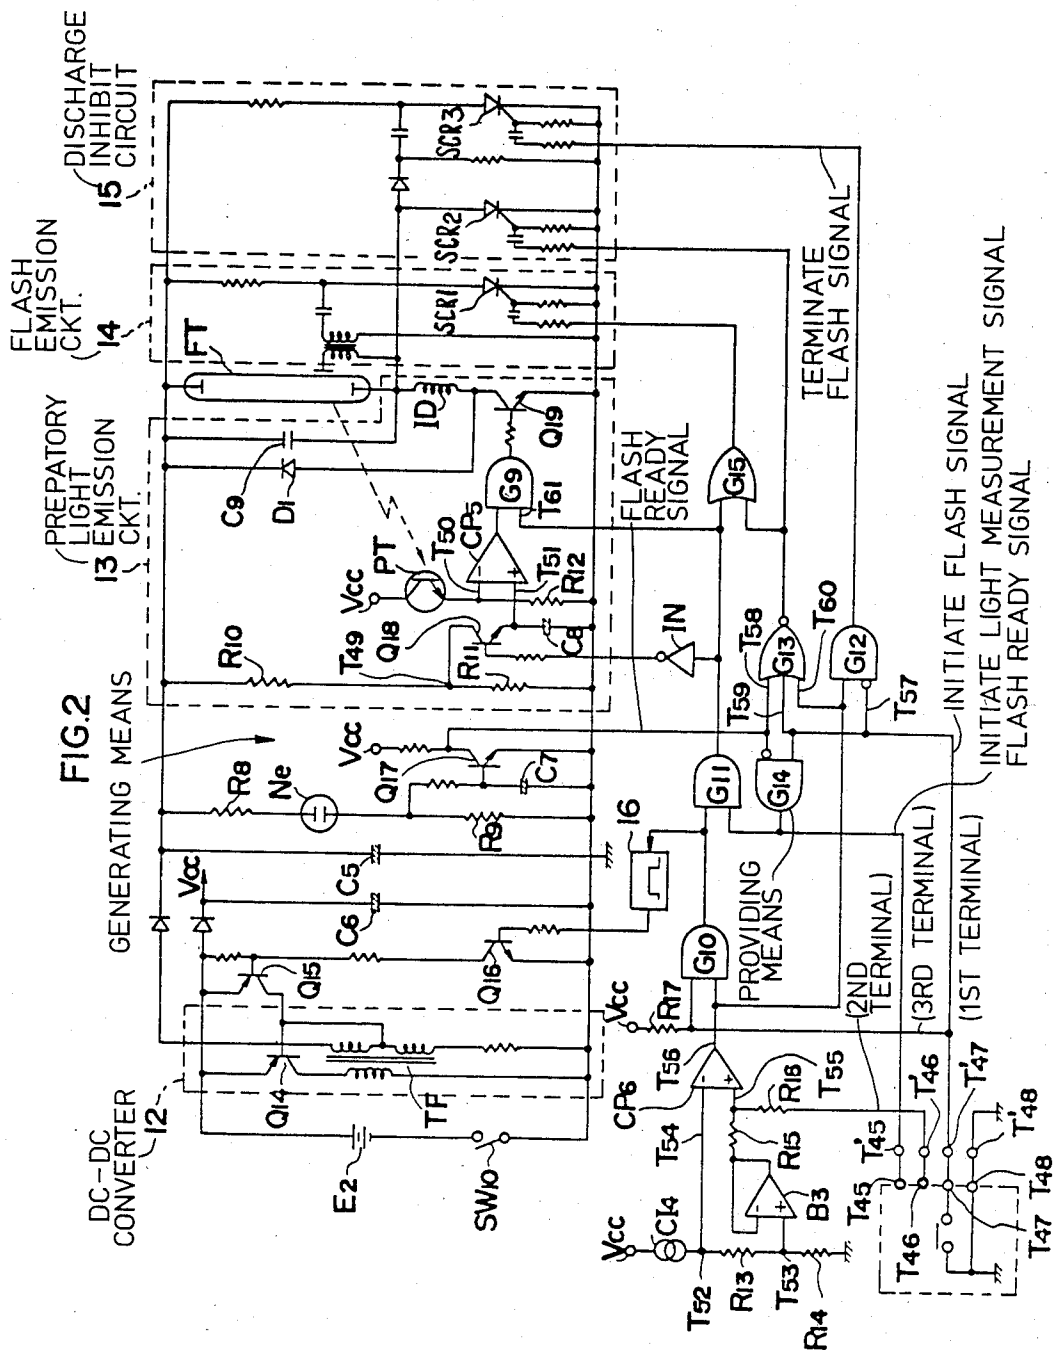 FIG.2
GENERATING MEANS
DC-DC
CONVERTER
12
PREPATORY
LIGHT
EMISSION
CKT.
13
FLASH
EMISSION
CKT.
14
DISCHARGE
INHIBIT
CIRCUIT
15
E2
SW10
Q14
TF
Q15
Q16
C6
C5
Vcc
R8
Ne
R9
Q17
C7
Vcc
R10
T49
R11
Q18
C8
Vcc
PT
T50
CP5
T51
R12
C9
D1
FT
ID
G9
T61
Q19
SCR1
SCR2
SCR3
16
IN
FLASH
READY
SIGNAL
TERMINATE
FLASH SIGNAL
G10
G11
G14
G15
G13
G12
T58
T59
T60
T57
PROVIDING
MEANS
Vcc
R17
CP6
T56
T54
T55
R16
R15
B3
Vcc
CI4
T52
R13
T53
R14
(2ND
TERMINAL)
(3RD TERMINAL)
(1ST TERMINAL)
INITIATE FLASH SIGNAL
INITIATE LIGHT MEASUREMENT SIGNAL
FLASH READY SIGNAL
T45
T'45
T46
T'46
T47
T'47
T48
T'48